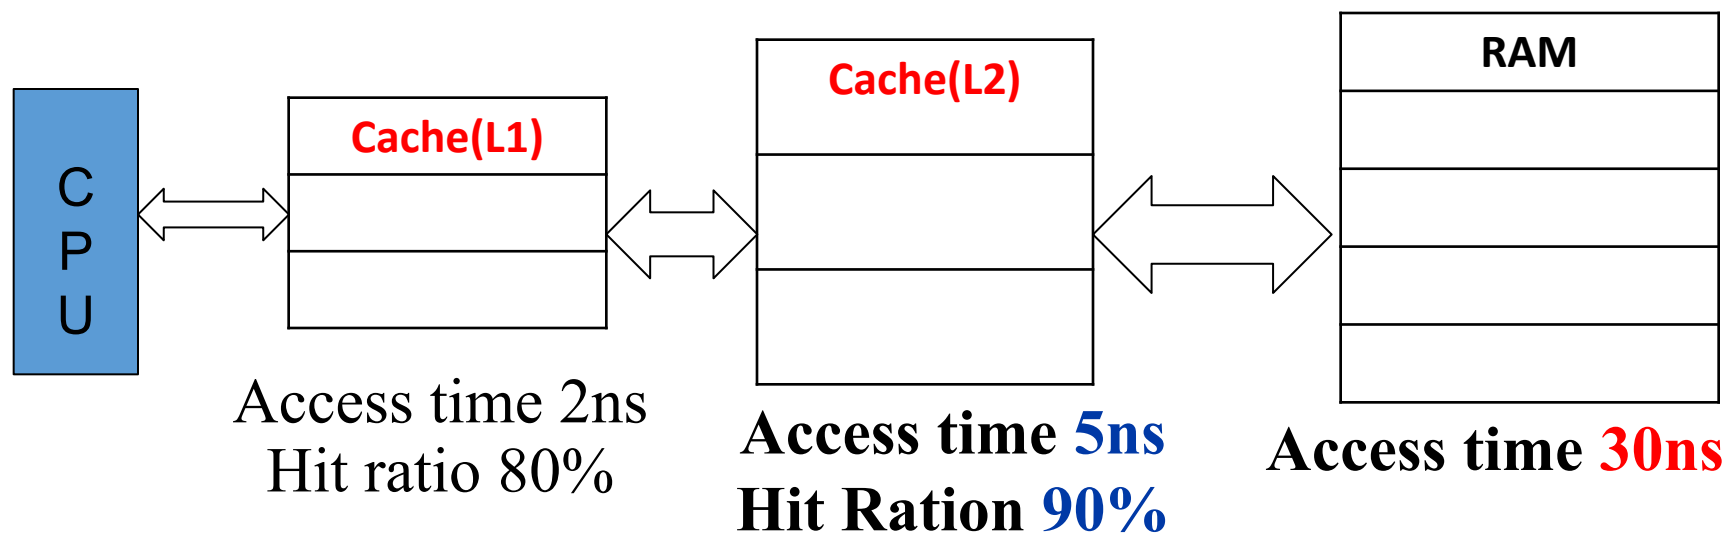 C
P
U
Cache(L1)
Access time 2ns
Hit ratio 80%
Cache(L2)
Access time 5ns
Hit Ration 90%
RAM
Access time 30ns